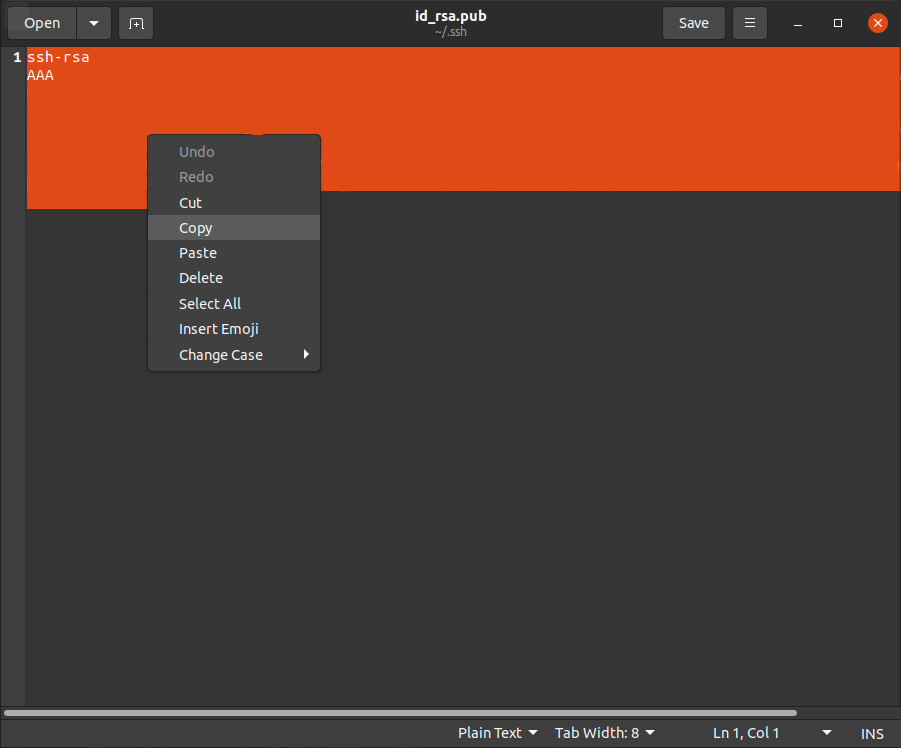 Open
id_rsa.pub
~/.ssh
Save
1 ssh-rsa
AAA
Undo
Redo
Cut
Copy
Paste
Delete
Select All
Insert Emoji
Change Case
Plain Text Tab Width: 8 Ln 1, Col 1 INS